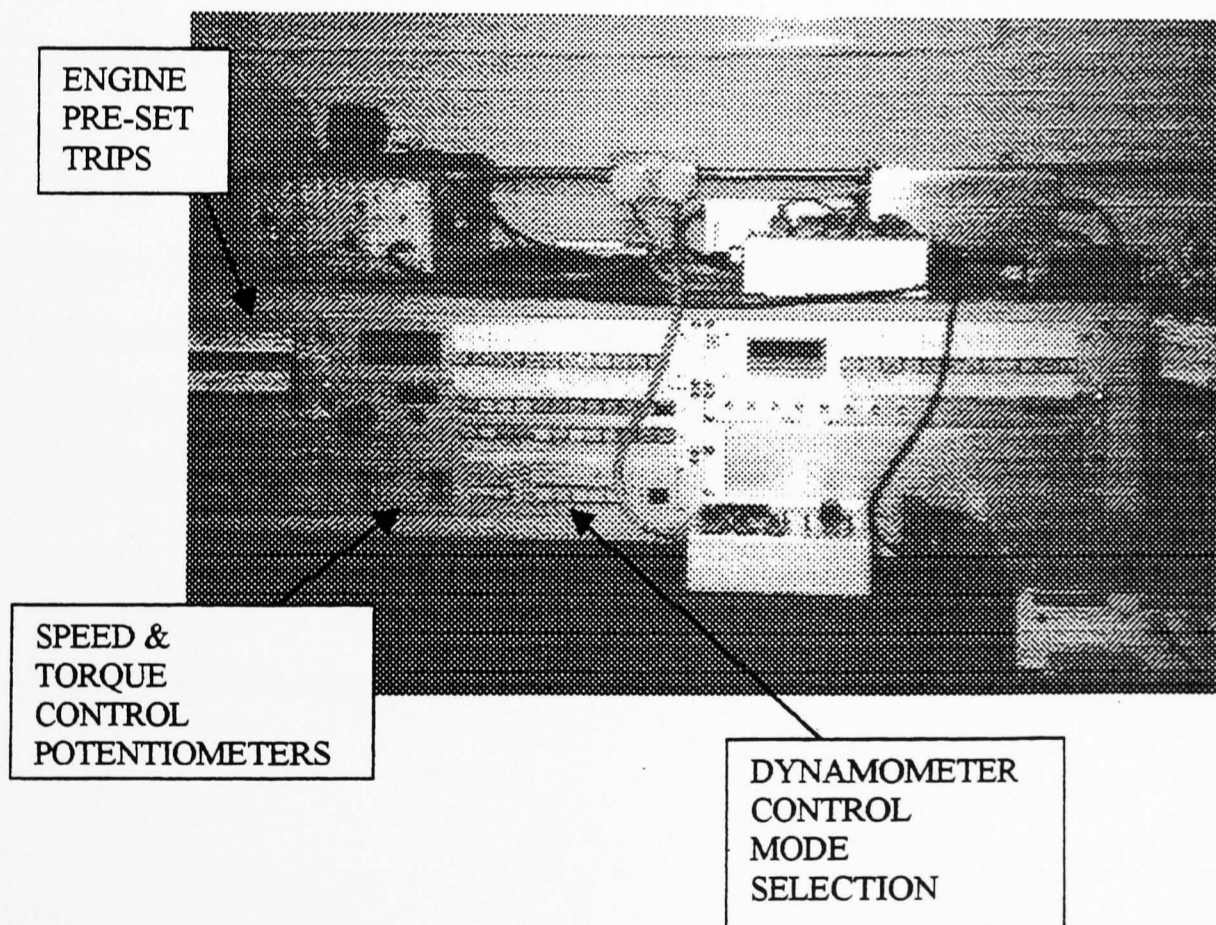 ENGINE
PRE-SET
TRIPS
SPEED &
TORQUE
CONTROL
POTENTIOMETERS
DYNAMOMETER
CONTROL
MODE
SELECTION